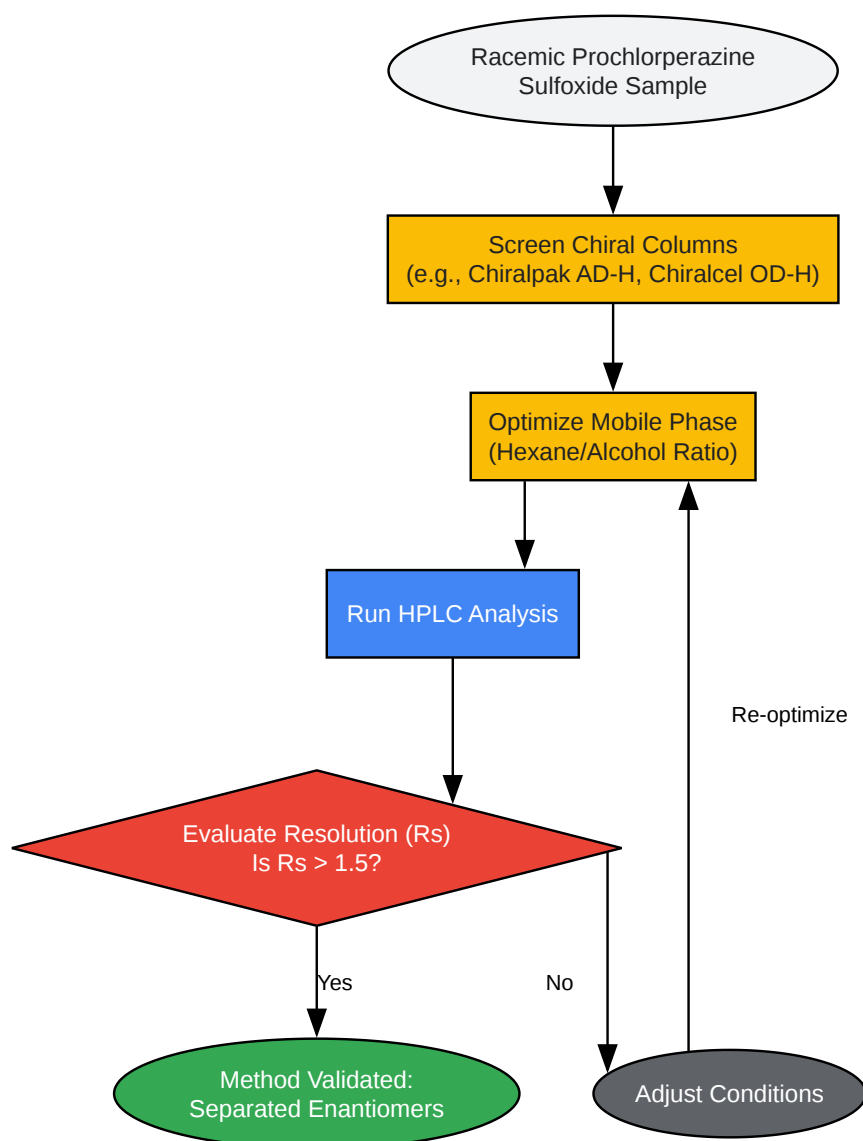 Racemic Prochlorperazine
Sulfoxide Sample
Screen Chiral Columns
(e.g., Chiralpak AD-H, Chiralcel OD-H)
Optimize Mobile Phase
(Hexane/Alcohol Ratio)
Run HPLC Analysis
Re-optimize
Evaluate Resolution (Rs)
Is Rs > 1.5?
Yes
No
Method Validated:
Separated Enantiomers
Adjust Conditions